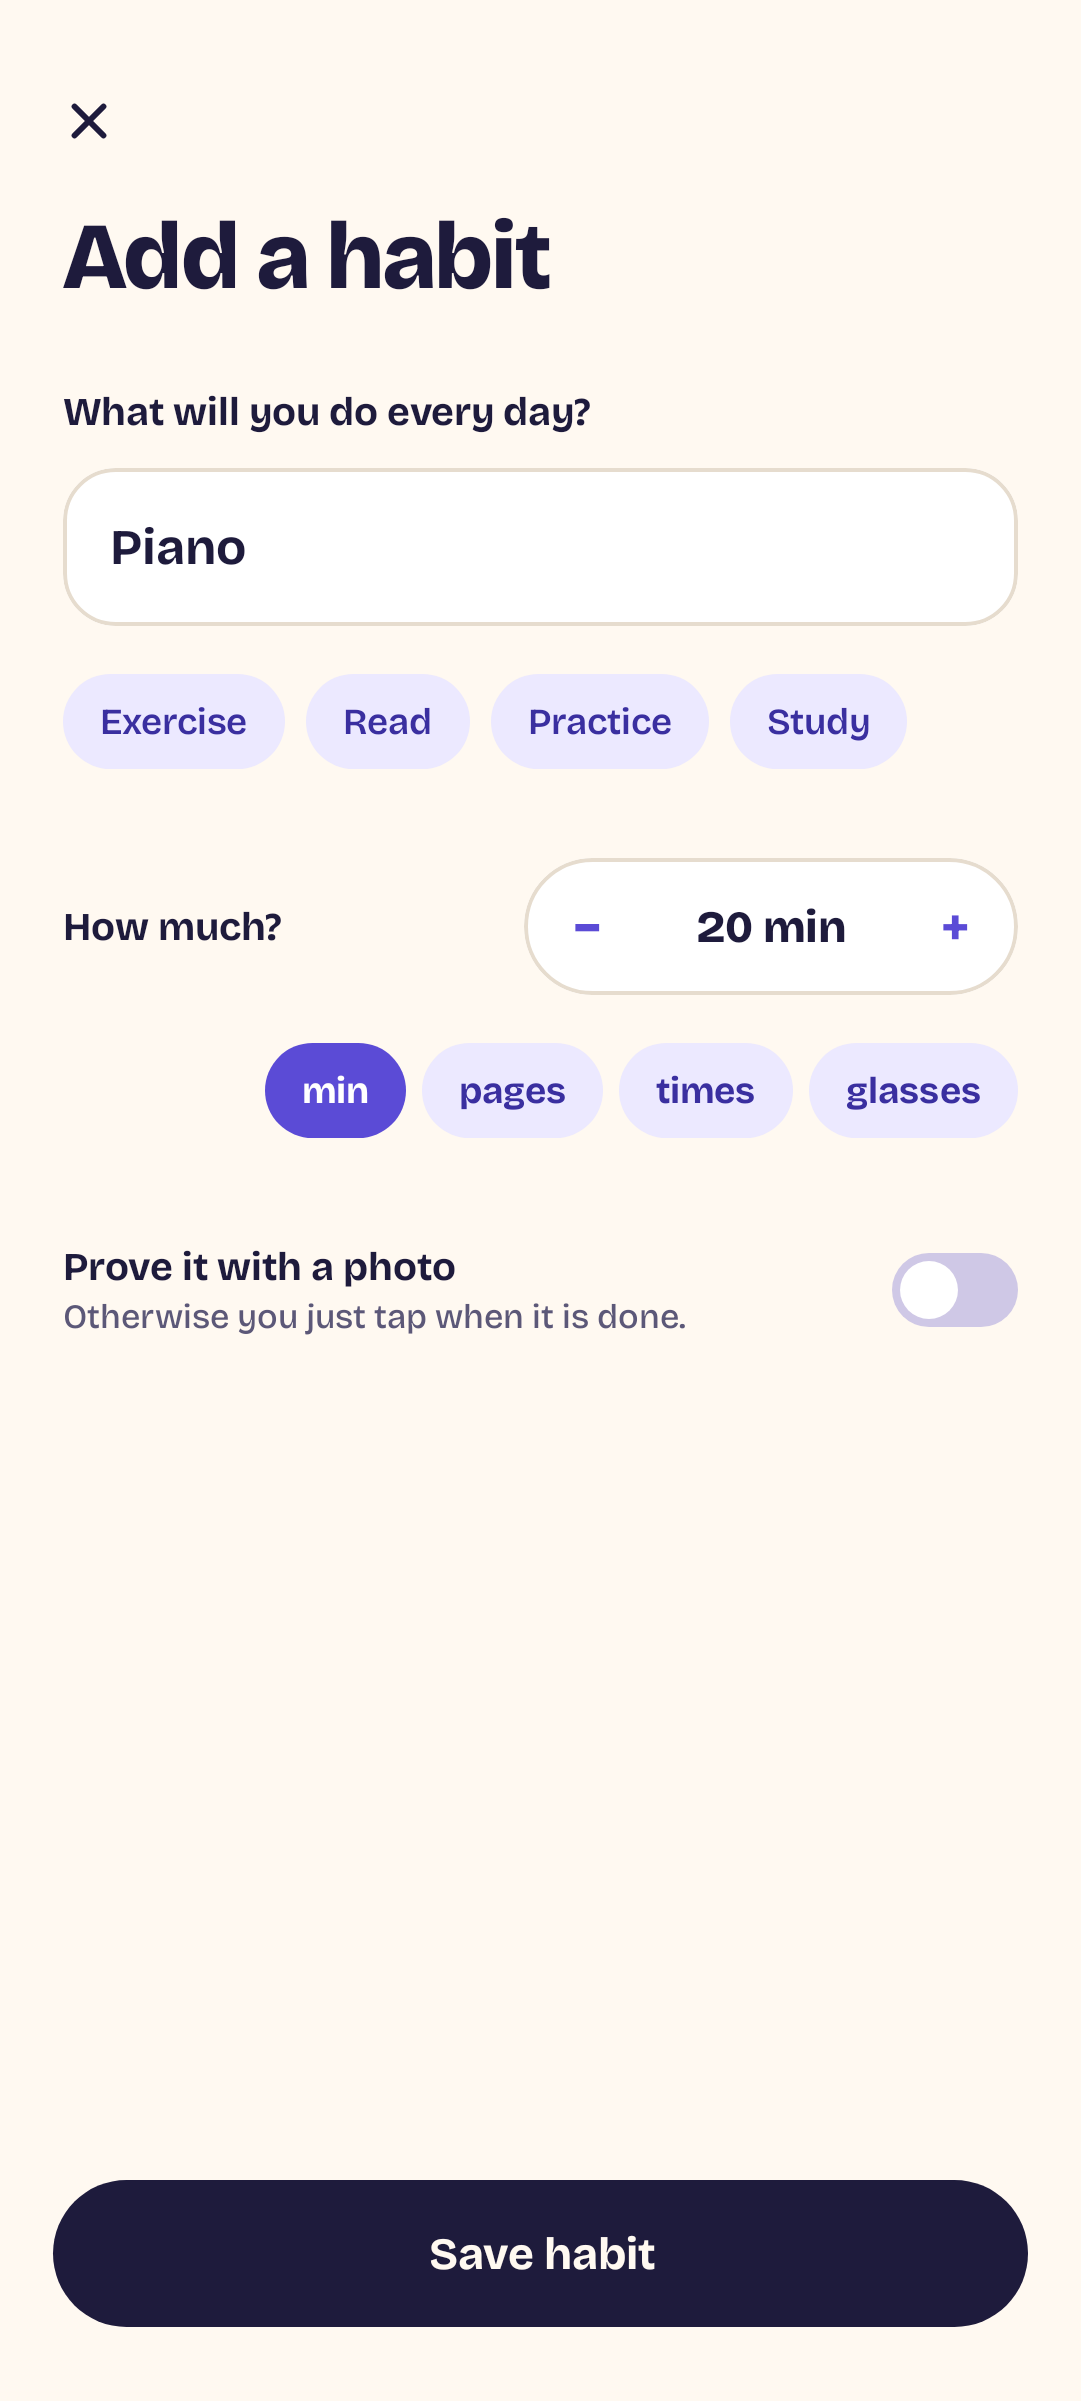 Add a habit
What will you do every day?
Piano
Exercise Read Practice Study
How much? − 20 min +
min pages times glasses
Prove it with a photo
Otherwise you just tap when it is done.
Save habit